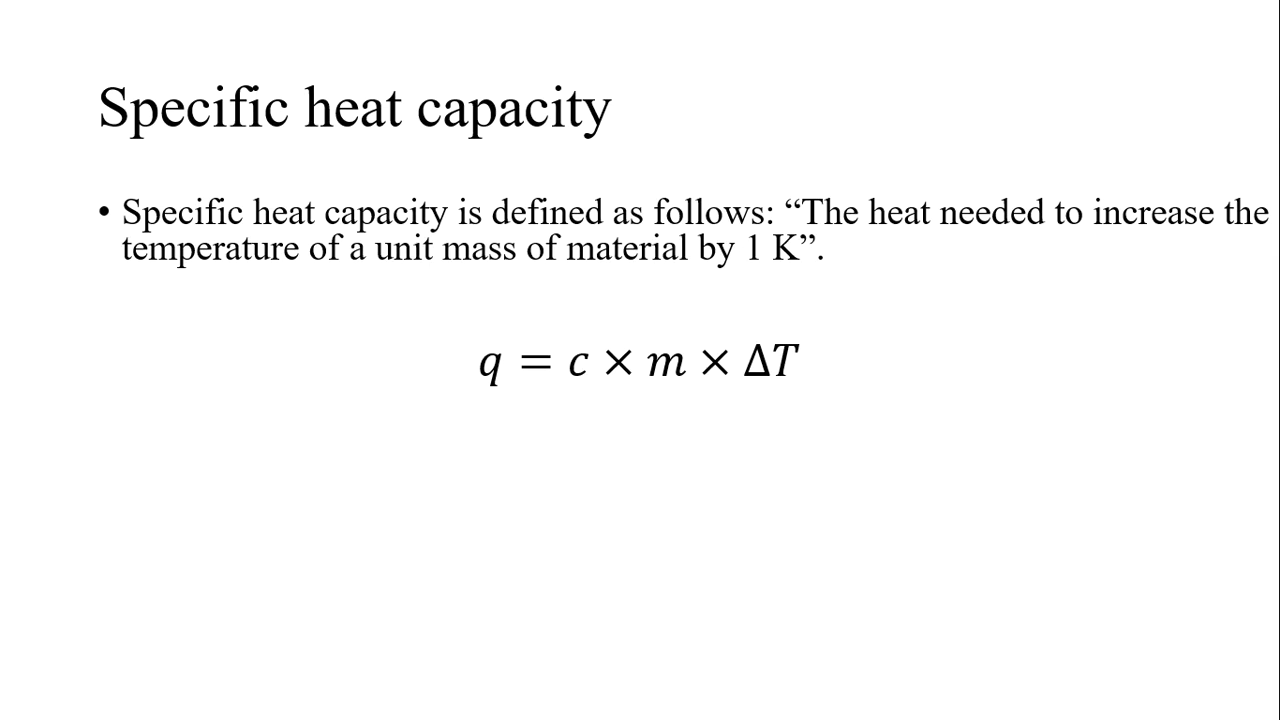 Specific heat capacity
• Specific heat capacity is defined as follows: “The heat needed to increase the
temperature of a unit mass of material by 1 K”.
𝑞 = 𝑐 × 𝑚 × Δ𝑇